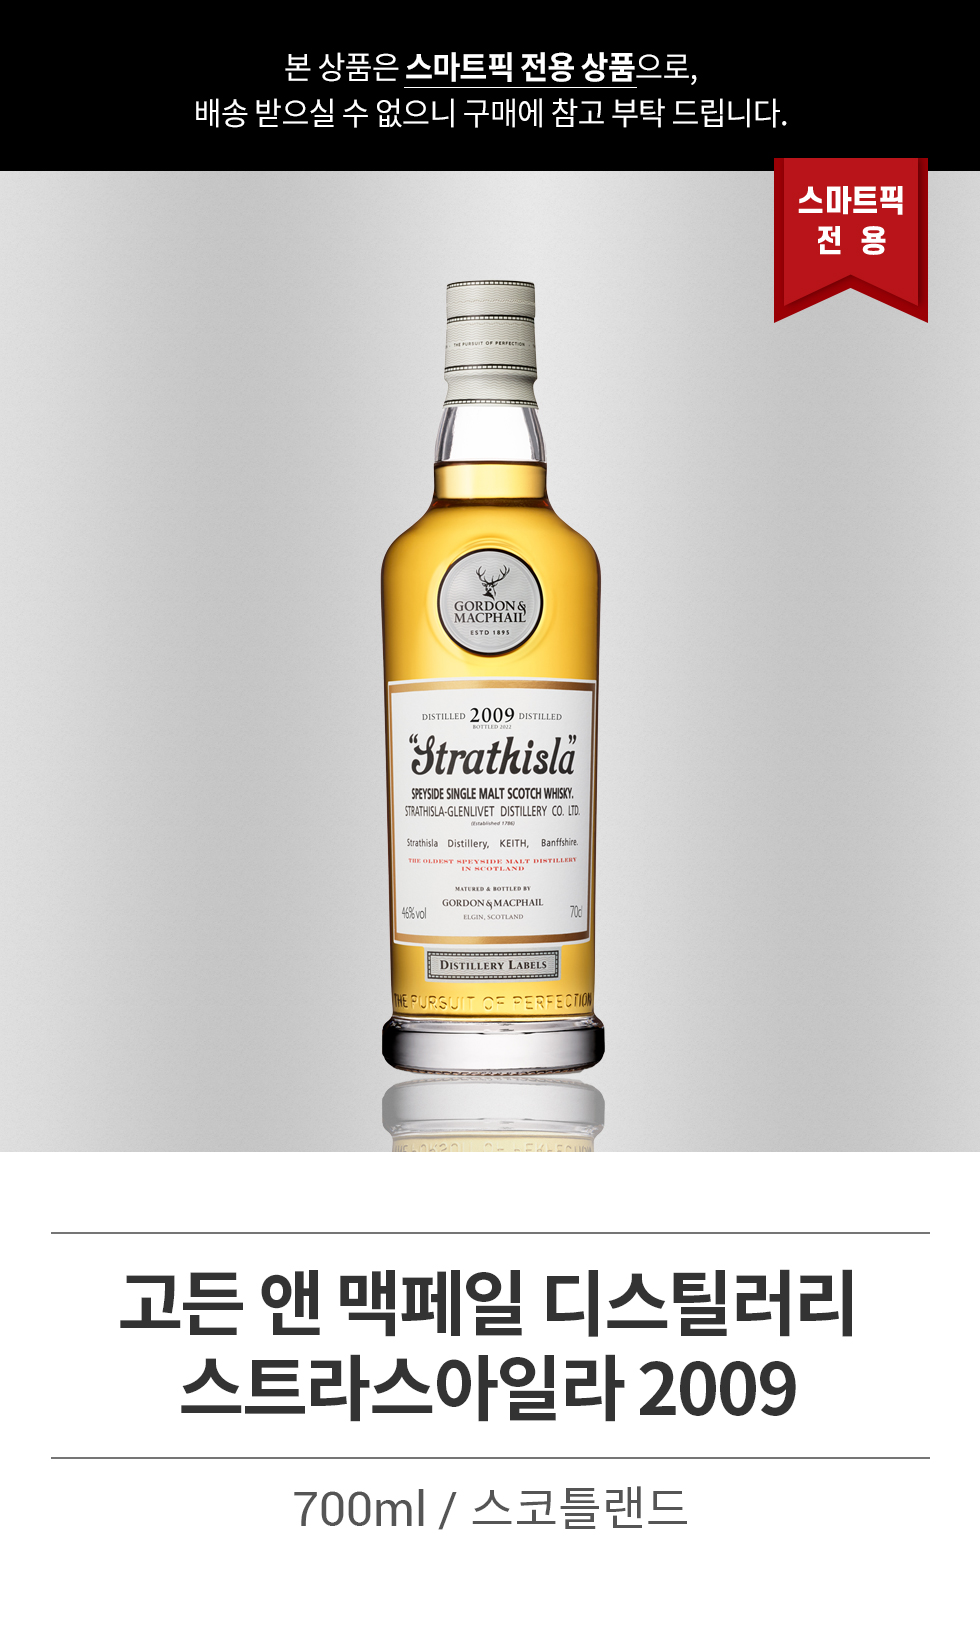 본 상품은 스마트픽 전용 상품으로,
배송 받으실 수 없으니 구매에 참고 부탁 드립니다.
스마트픽
전 용
THE PURSUIT OF PERFECTION
GORDON &
MACPHAIL
ESTD 1895
DISTILLED 2009 DISTILLED
BOTTLED 2022
"Strathisla"
SPEYSIDE SINGLE MALT SCOTCH WHISKY.
STRATHISLA-GLENLIVET DISTILLERY CO. LTD.
(Established 1786)
Strathisla Distillery, KEITH, Banffshire.
THE OLDEST SPEYSIDE MALT DISTILLERY
IN SCOTLAND
MATURED & BOTTLED BY
GORDON & MACPHAIL
46% vol
ELGIN, SCOTLAND
70cl
DISTILLERY LABELS
THE PURSUIT OF PERFECTION
고든 앤 맥페일 디스틸러리
스트라스아일라 2009
700ml / 스코틀랜드